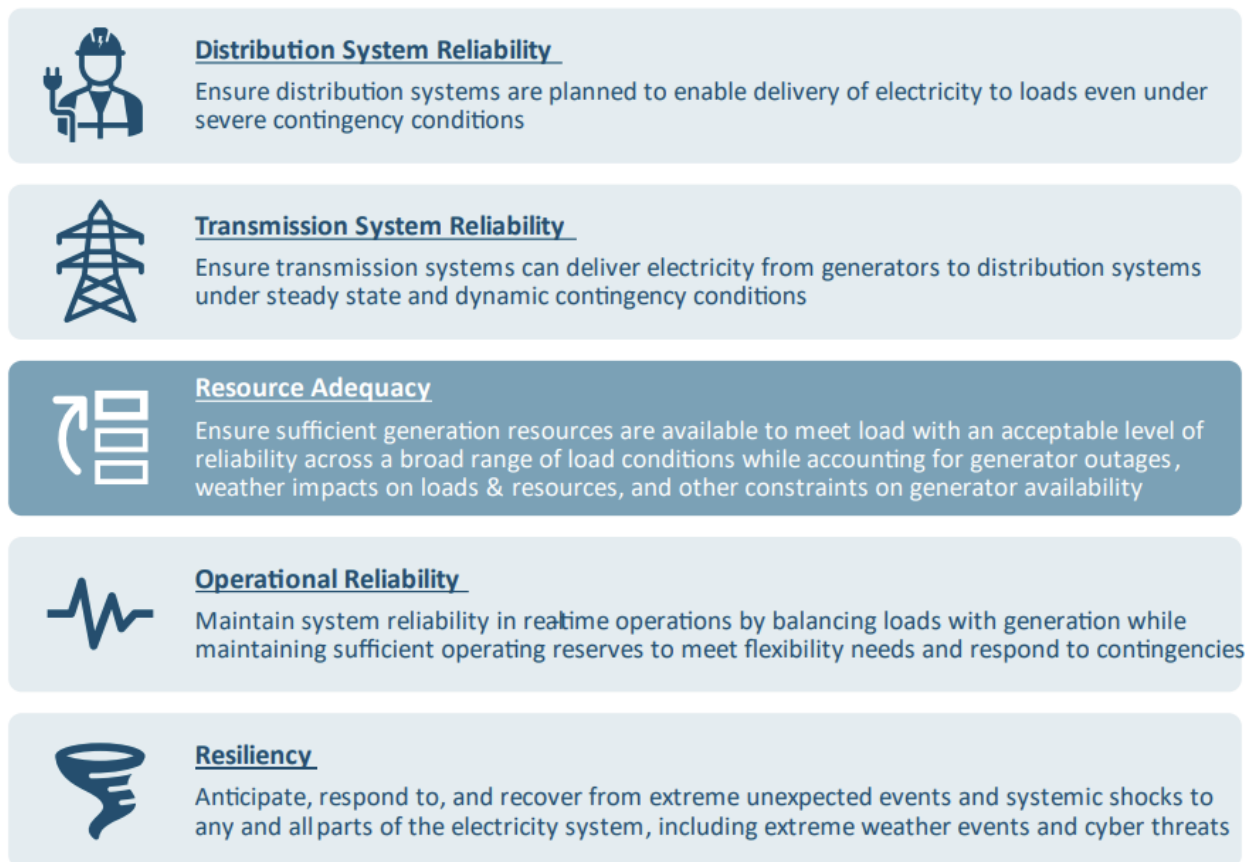 Distribution System Reliability
Ensure distribution systems are planned to enable delivery of electricity to loads even under
severe contingency conditions
Transmission System Reliability
Ensure transmission systems can deliver electricity from generators to distribution systems
under steady state and dynamic contingency conditions
Resource Adequacy
Ensure sufficient generation resources are available to meet load with an acceptable level of
reliability across a broad range of load conditions while accounting for generator outages,
weather impacts on loads & resources, and other constraints on generator availability
Operational Reliability
Maintain system reliability in real-time operations by balancing loads with generation while
maintaining sufficient operating reserves to meet flexibility needs and respond to contingencies
Resiliency
Anticipate, respond to, and recover from extreme unexpected events and systemic shocks to
any and all parts of the electricity system, including extreme weather events and cyber threats